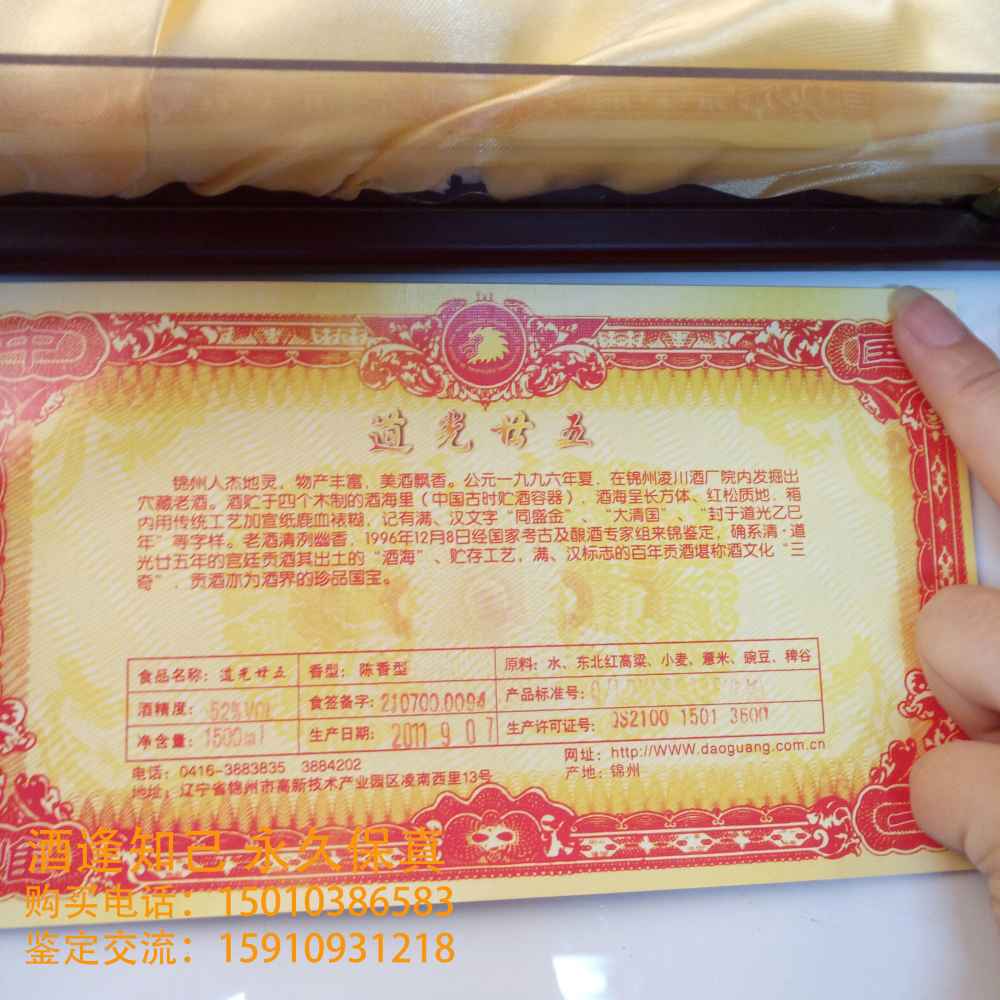 道光廿五
锦州人杰地灵，物产丰富，美酒飘香。公元一九九六年夏，在锦州凌川酒厂院内发掘出
穴藏老酒。酒贮于四个木制的酒海里（中国古时贮酒容器），酒海呈长方体、红松质地，箱
内用传统工艺加宣纸鹿血裱糊，记有满、汉文字“同盛金”、“大清国”、“封于道光乙巳
年”等字样。老酒清洌幽香，1996年12月8日经国家考古及酿酒专家组来锦鉴定，确系清·道
光廿五年的宫廷贡酒其出土的“酒海”、贮存工艺，满、汉标志的百年贡酒堪称酒文化“三
奇”，贡酒亦为酒界的珍品国宝。
食品名称：道光廿五 香型：陈香型 原料：水、东北红高粱、小麦、薏米、豌豆、稗谷
酒精度：52%VOL 食签备字：210700.0094 产品标准号：
净含量：1500ml 生产日期：2011 9 07 生产许可证号：QS2100 1501 3600
电话：0416-3883835 3884202 网址：http://WWW.daoguang.com.cn
地址：辽宁省锦州市高新技术产业园区凌南西里13号 产地：锦州
酒逢知己 永久保真
购买电话：15010386583
鉴定交流：15910931218